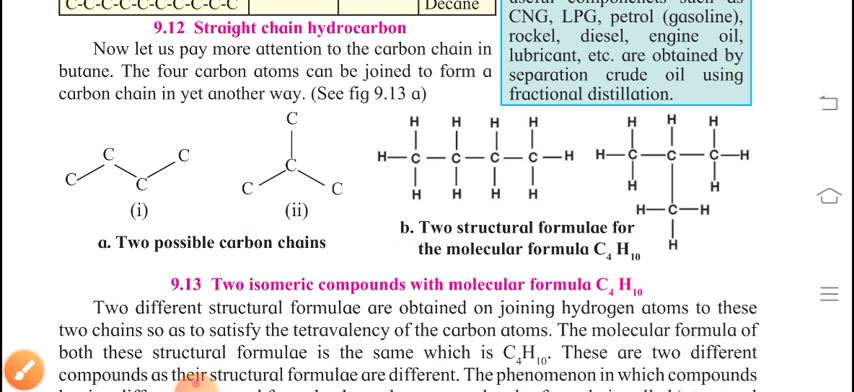 C-C-C-C-C-C-C-C-C-C
Decane
CNG, LPG, petrol (gasoline),
rockel, diesel, engine oil,
lubricant, etc. are obtained by
separation crude oil using
fractional distillation.
9.12 Straight chain hydrocarbon
Now let us pay more attention to the carbon chain in
butane. The four carbon atoms can be joined to form a
carbon chain in yet another way. (See fig 9.13 a)
C C C C
(i)
C
C
C C
(ii)
H H H H
H—C—C—C—C—H
H H H H
H H H
H—C—C—C—H
H H
H—C—H
H
a. Two possible carbon chains
b. Two structural formulae for
the molecular formula C₄ H₁₀
9.13 Two isomeric compounds with molecular formula C₄ H₁₀
Two different structural formulae are obtained on joining hydrogen atoms to these
two chains so as to satisfy the tetravalency of the carbon atoms. The molecular formula of
both these structural formulae is the same which is C₄H₁₀. These are two different
compounds as their structural formulae are different. The phenomenon in which compounds